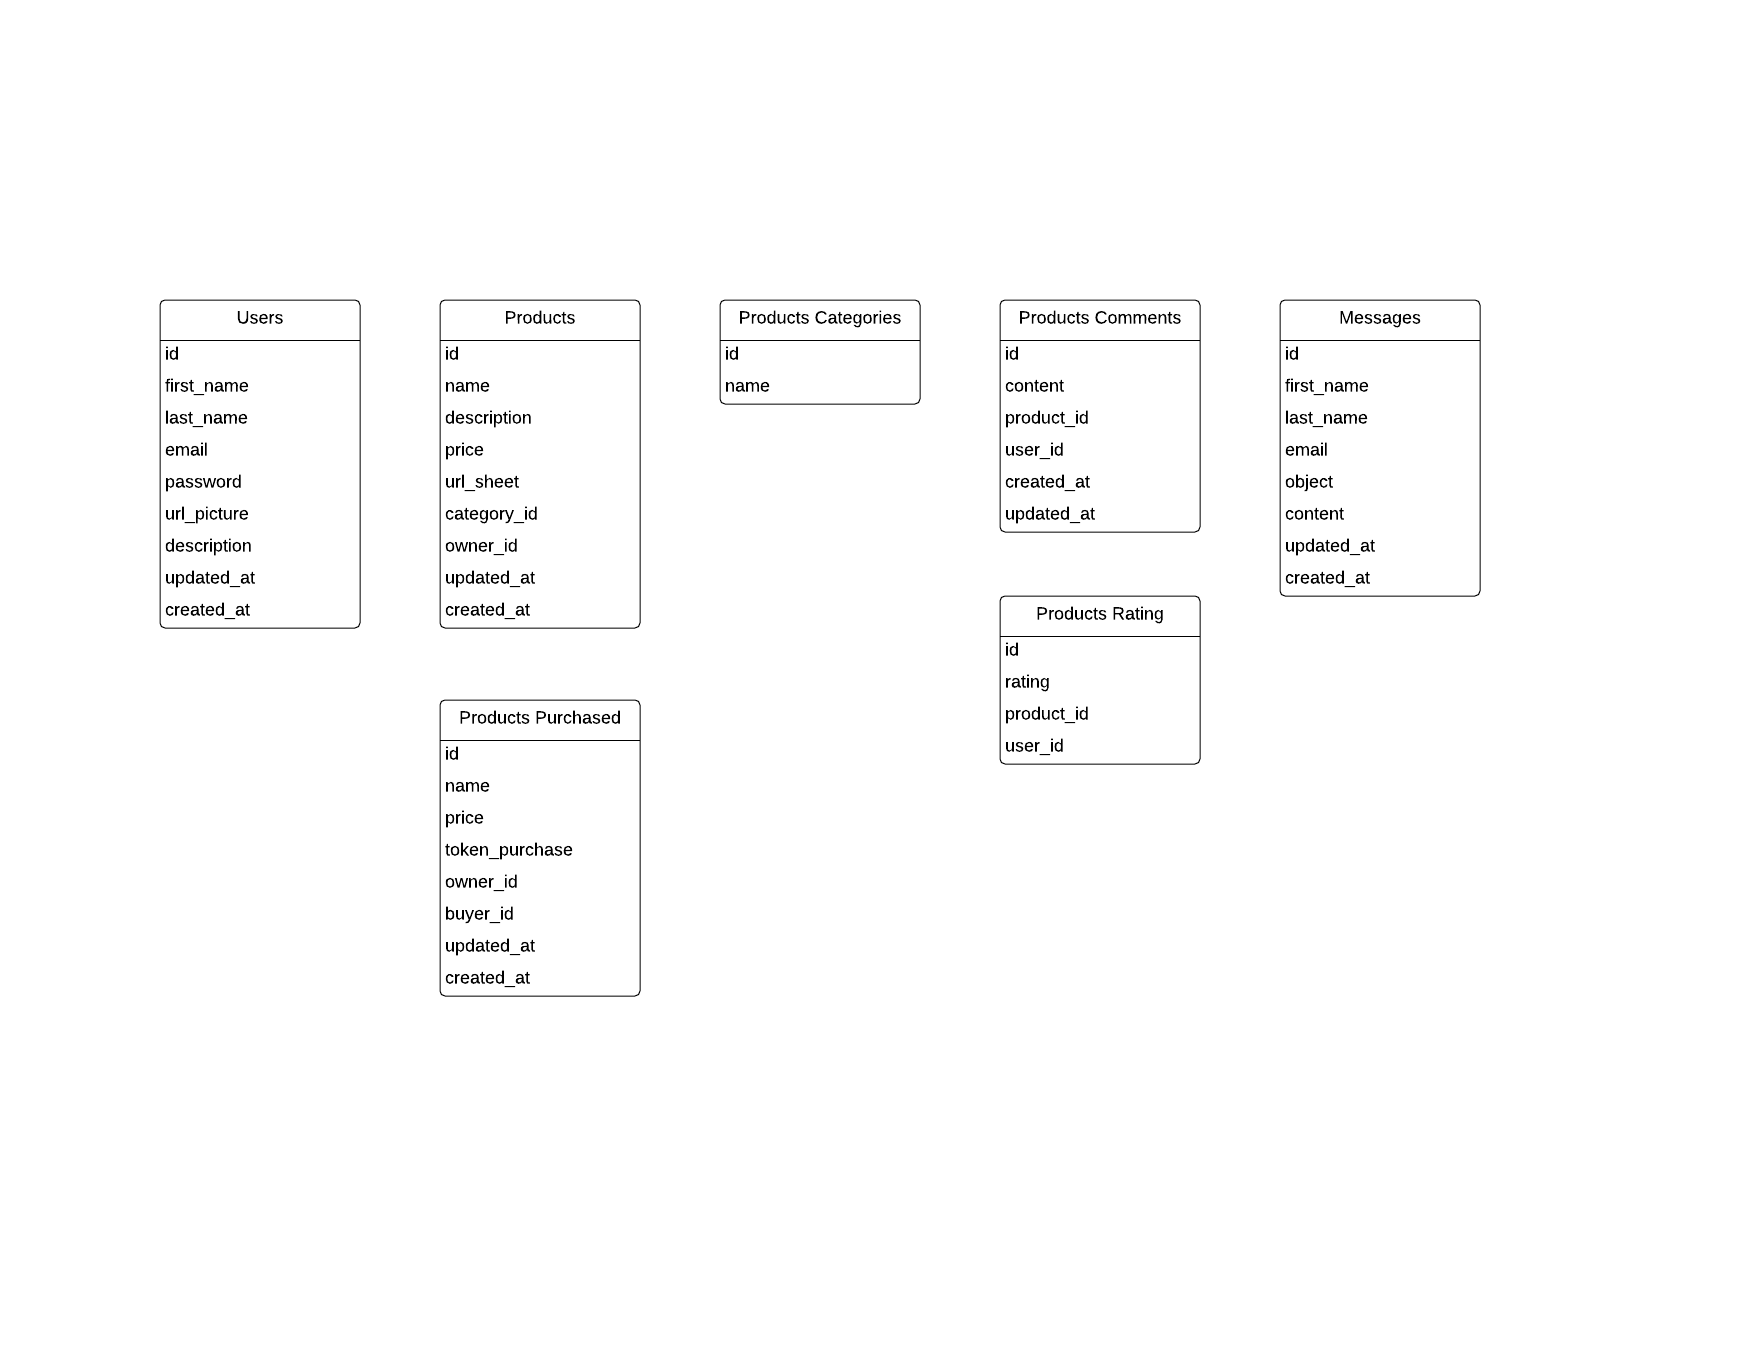 Users
id
first_name
last_name
email
password
url_picture
description
updated_at
created_at
Products
id
name
description
price
url_sheet
category_id
owner_id
updated_at
created_at
Products Purchased
id
name
price
token_purchase
owner_id
buyer_id
updated_at
created_at
Products Categories
id
name
Products Comments
id
content
product_id
user_id
created_at
updated_at
Products Rating
id
rating
product_id
user_id
Messages
id
first_name
last_name
email
object
content
updated_at
created_at